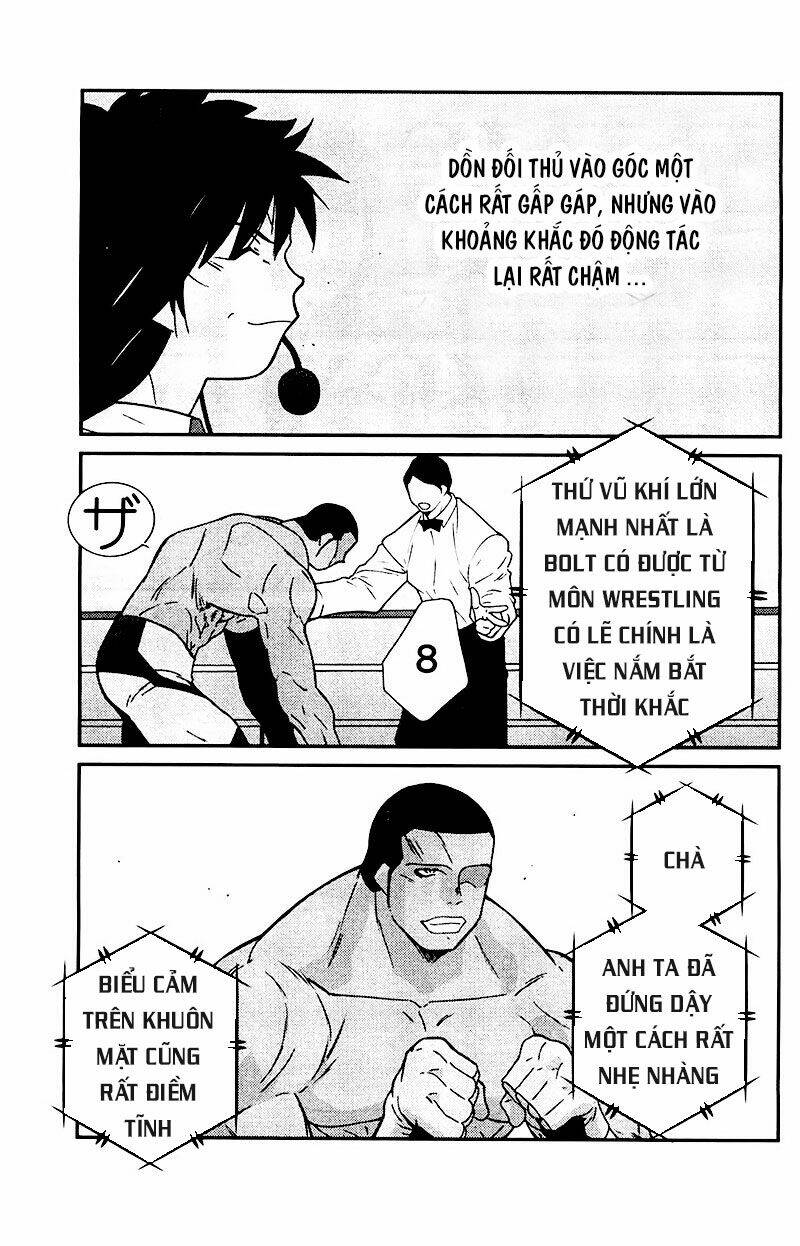 DỒN ĐỐI THỦ VÀO GÓC MỘT
CÁCH RẤT GẤP GÁP, NHƯNG VÀO
KHOẢNG KHẮC ĐÓ ĐỘNG TÁC
LẠI RẤT CHẬM ...
THỨ VŨ KHÍ LỚN
MẠNH NHẤT LÀ
BOLT CÓ ĐƯỢC TỪ
MÔN WRESTLING
CÓ LẼ CHÍNH LÀ
VIỆC NẮM BẮT
THỜI KHẮC
8
ザ
CHÀ
ANH TA ĐÃ
ĐỨNG DẬY
MỘT CÁCH RẤT
NHẸ NHÀNG
BIỂU CẢM
TRÊN KHUÔN
MẶT CŨNG
RẤT ĐIỀM
TĨNH